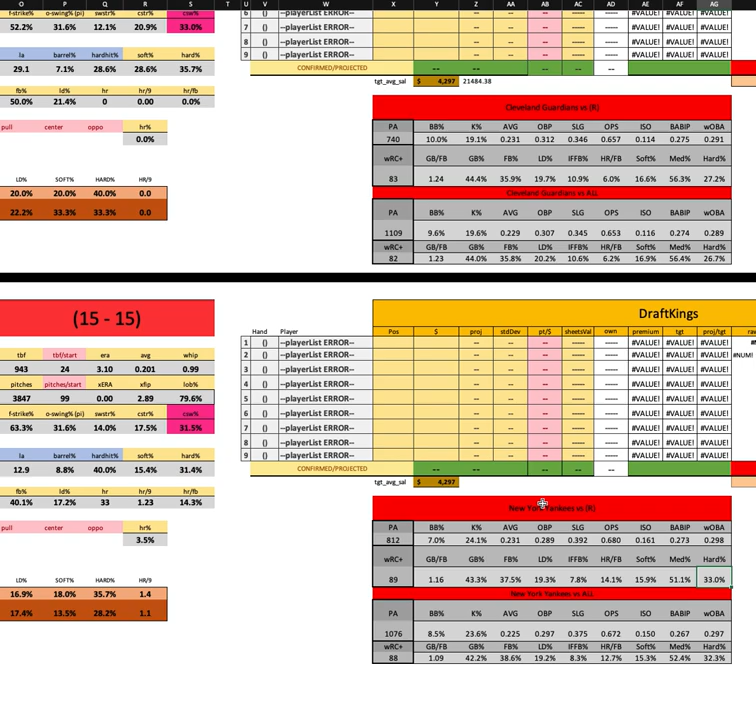 O P Q R S T U V W X Y Z AA AB AC AD AE AF AG
f-strike% o-swing% (pi) swstr% cstr% csw% 6 () --playerList ERROR-- -- -- ----- ----- #VALUE! #VALUE! #VALUE!
52.2% 31.6% 12.1% 20.9% 33.0% 7 () --playerList ERROR-- -- -- ----- ----- #VALUE! #VALUE! #VALUE!
8 () --playerList ERROR-- -- -- ----- ----- #VALUE! #VALUE! #VALUE!
la barrel% hardhit% soft% hard% 9 () --playerList ERROR-- -- -- ----- ----- #VALUE! #VALUE! #VALUE!
29.1 7.1% 28.6% 28.6% 35.7% CONFIRMED/PROJECTED -- -- -- -- --
tgt_avg_sal $ 4,297 21484.38
fb% ld% hr hr/9 hr/fb
50.0% 21.4% 0 0.00 0.0% Cleveland Guardians vs (R)
pull center oppo hr% PA BB% K% AVG OBP SLG OPS ISO BABIP wOBA
0.0% 740 10.0% 19.1% 0.231 0.312 0.346 0.657 0.114 0.275 0.291
wRC+ GB/FB GB% FB% LD% IFFB% HR/FB Soft% Med% Hard%
LD% SOFT% HARD% HR/9 83 1.24 44.4% 35.9% 19.7% 10.9% 6.0% 16.6% 56.3% 27.2%
20.0% 20.0% 40.0% 0.0 Cleveland Guardians vs ALL
22.2% 33.3% 33.3% 0.0 PA BB% K% AVG OBP SLG OPS ISO BABIP wOBA
1109 9.6% 19.6% 0.229 0.307 0.345 0.653 0.116 0.274 0.289
wRC+ GB/FB GB% FB% LD% IFFB% HR/FB Soft% Med% Hard%
82 1.23 44.0% 35.8% 20.2% 10.6% 6.2% 16.9% 56.4% 26.7%
(15 - 15) DraftKings
Hand Player Pos $ proj stdDev pt/$ sheetsVal own premium tgt proj/tgt
1 () --playerList ERROR-- -- -- ----- ----- #VALUE! #VALUE! #VALUE!
tbf tbf/start era avg whip 2 () --playerList ERROR-- -- -- ----- ----- #VALUE! #VALUE! #VALUE! #NUM!
943 24 3.10 0.201 0.99 3 () --playerList ERROR-- -- -- ----- ----- #VALUE! #VALUE! #VALUE!
pitches pitches/start xERA xfip lob% 4 () --playerList ERROR-- -- -- ----- ----- #VALUE! #VALUE! #VALUE!
3847 99 0.00 2.89 79.6% 5 () --playerList ERROR-- -- -- ----- ----- #VALUE! #VALUE! #VALUE!
f-strike% o-swing% (pi) swstr% cstr% csw% 6 () --playerList ERROR-- -- -- ----- ----- #VALUE! #VALUE! #VALUE!
63.3% 31.6% 14.0% 17.5% 31.5% 7 () --playerList ERROR-- -- -- ----- ----- #VALUE! #VALUE! #VALUE!
8 () --playerList ERROR-- -- -- ----- ----- #VALUE! #VALUE! #VALUE!
la barrel% hardhit% soft% hard% 9 () --playerList ERROR-- -- -- ----- ----- #VALUE! #VALUE! #VALUE!
12.9 8.8% 40.0% 15.4% 31.4% CONFIRMED/PROJECTED -- -- -- -- --
tgt_avg_sal $ 4,297
fb% ld% hr hr/9 hr/fb
40.1% 17.2% 33 1.23 14.3% New York Yankees vs (R)
pull center oppo hr% PA BB% K% AVG OBP SLG OPS ISO BABIP wOBA
3.5% 812 7.0% 24.1% 0.231 0.289 0.392 0.680 0.161 0.273 0.298
wRC+ GB/FB GB% FB% LD% IFFB% HR/FB Soft% Med% Hard%
LD% SOFT% HARD% HR/9 89 1.16 43.3% 37.5% 19.3% 7.8% 14.1% 15.9% 51.1% 33.0%
16.9% 18.0% 35.7% 1.4 New York Yankees vs ALL
17.4% 13.5% 28.2% 1.1 PA BB% K% AVG OBP SLG OPS ISO BABIP wOBA
1076 8.5% 23.6% 0.225 0.297 0.375 0.672 0.150 0.267 0.297
wRC+ GB/FB GB% FB% LD% IFFB% HR/FB Soft% Med% Hard%
88 1.09 42.2% 38.6% 19.2% 8.3% 12.7% 15.3% 52.4% 32.3%